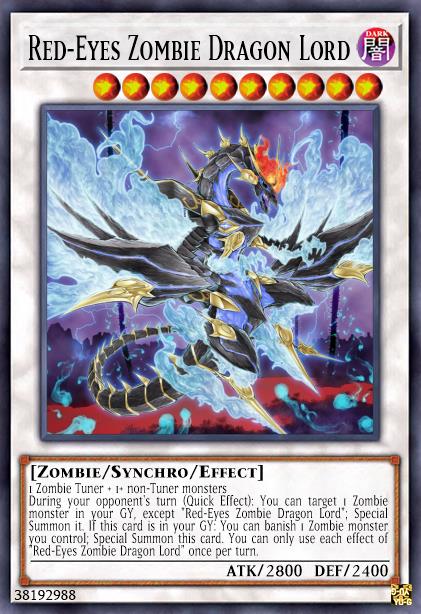 RED-EYES ZOMBIE DRAGON LORD
DARK
闇
[ZOMBIE/SYNCHRO/EFFECT]
1 Zombie Tuner + 1+ non-Tuner monsters
During your opponent's turn (Quick Effect): You can target 1 Zombie
monster in your GY, except "Red-Eyes Zombie Dragon Lord"; Special
Summon it. If this card is in your GY: You can banish 1 Zombie monster
you control; Special Summon this card. You can only use each effect of
"Red-Eyes Zombie Dragon Lord" once per turn.
ATK/2800 DEF/2400
38192988